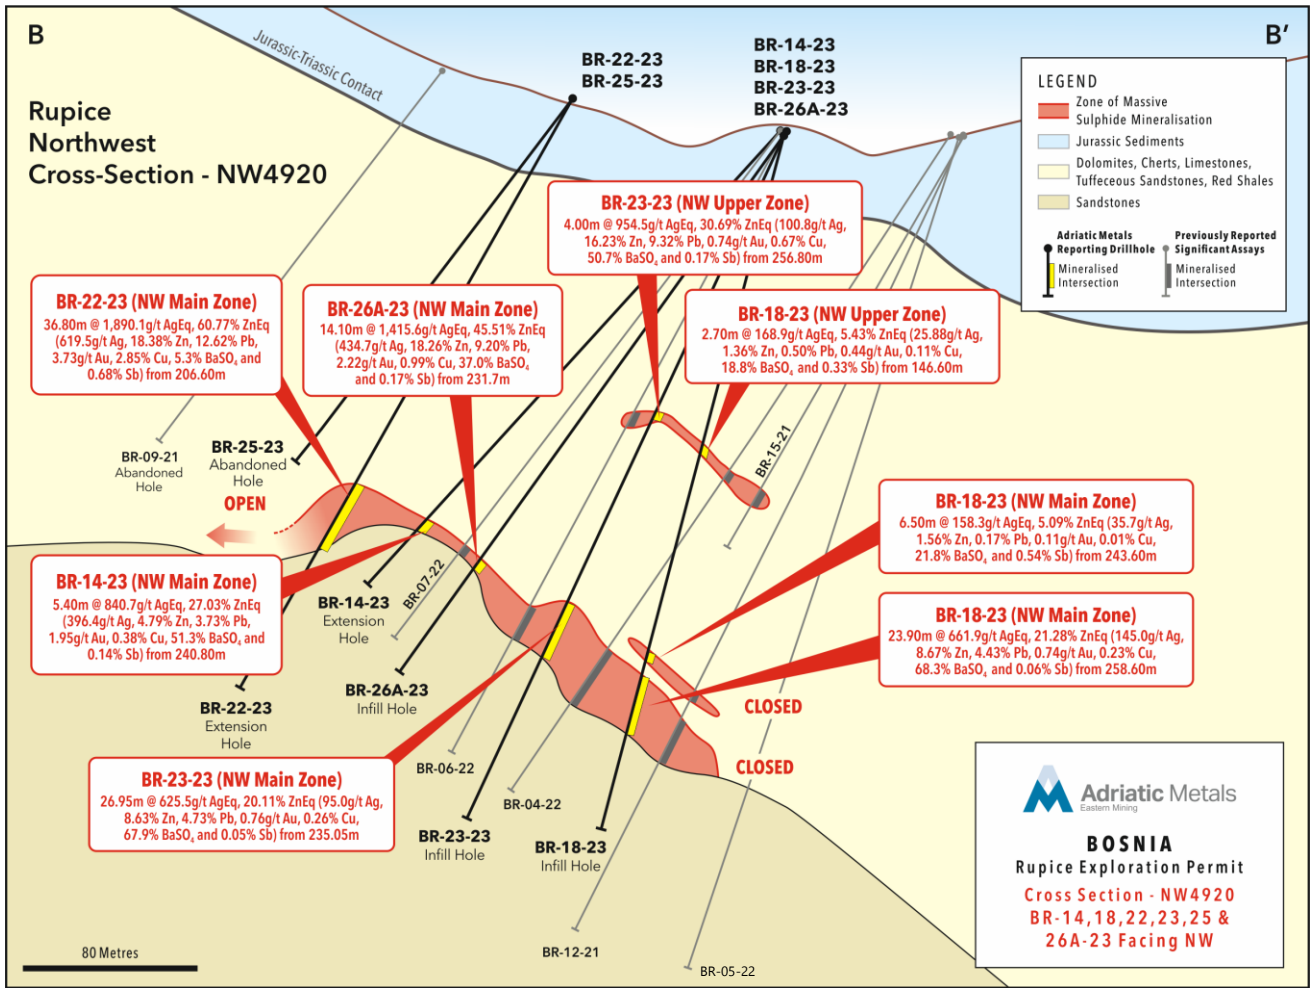 B
B'
Jurassic-Triassic Contact
BR-22-23
BR-25-23
BR-14-23
BR-18-23
BR-23-23
BR-26A-23
Rupice
Northwest
Cross-Section - NW4920
LEGEND
Zone of Massive
Sulphide Mineralisation
Jurassic Sediments
Dolomites, Cherts, Limestones,
Tuffeceous Sandstones, Red Shales
Sandstones
Adriatic Metals
Reporting Drillhole
Mineralised
Intersection
Previously Reported
Significant Assays
Mineralised
Intersection
BR-23-23 (NW Upper Zone)
4.00m @ 954.5g/t AgEq, 30.69% ZnEq (100.8g/t Ag,
16.23% Zn, 9.32% Pb, 0.74g/t Au, 0.67% Cu,
50.7% BaSO₄ and 0.17% Sb) from 256.80m
BR-22-23 (NW Main Zone)
36.80m @ 1,890.1g/t AgEq, 60.77% ZnEq
(619.5g/t Ag, 18.38% Zn, 12.62% Pb,
3.73g/t Au, 2.85% Cu, 5.3% BaSO₄ and
0.68% Sb) from 206.60m
BR-26A-23 (NW Main Zone)
14.10m @ 1,415.6g/t AgEq, 45.51% ZnEq
(434.7g/t Ag, 18.26% Zn, 9.20% Pb,
2.22g/t Au, 0.99% Cu, 37.0% BaSO₄
and 0.17% Sb) from 231.7m
BR-18-23 (NW Upper Zone)
2.70m @ 168.9g/t AgEq, 5.43% ZnEq (25.88g/t Ag,
1.36% Zn, 0.50% Pb, 0.44g/t Au, 0.11% Cu,
18.8% BaSO₄ and 0.33% Sb) from 146.60m
BR-09-21
Abandoned
Hole
BR-25-23
Abandoned
Hole
OPEN
BR-15-21
BR-18-23 (NW Main Zone)
6.50m @ 158.3g/t AgEq, 5.09% ZnEq (35.7g/t Ag,
1.56% Zn, 0.17% Pb, 0.11g/t Au, 0.01% Cu,
21.8% BaSO₄, and 0.54% Sb) from 243.60m
BR-14-23 (NW Main Zone)
5.40m @ 840.7g/t AgEq, 27.03% ZnEq
(396.4g/t Ag, 4.79% Zn, 3.73% Pb,
1.95g/t Au, 0.38% Cu, 51.3% BaSO₄ and
0.14% Sb) from 240.80m
BR-14-23
Extension
Hole
BR-07-22
BR-18-23 (NW Main Zone)
23.90m @ 661.9g/t AgEq, 21.28% ZnEq (145.0g/t Ag,
8.67% Zn, 4.43% Pb, 0.74g/t Au, 0.23% Cu,
68.3% BaSO₄ and 0.06% Sb) from 258.60m
BR-26A-23
Infill Hole
BR-22-23
Extension
Hole
CLOSED
CLOSED
BR-23-23 (NW Main Zone)
26.95m @ 625.5g/t AgEq, 20.11% ZnEq (95.0g/t Ag,
8.63% Zn, 4.73% Pb, 0.76g/t Au, 0.26% Cu,
67.9% BaSO₄ and 0.05% Sb) from 235.05m
BR-06-22
BR-04-22
BR-23-23
Infill Hole
BR-18-23
Infill Hole
BR-12-21
BR-05-22
80 Metres
Adriatic Metals
Eastern Mining
BOSNIA
Rupice Exploration Permit
Cross Section - NW4920
BR-14,18,22,23,25 &
26A-23 Facing NW